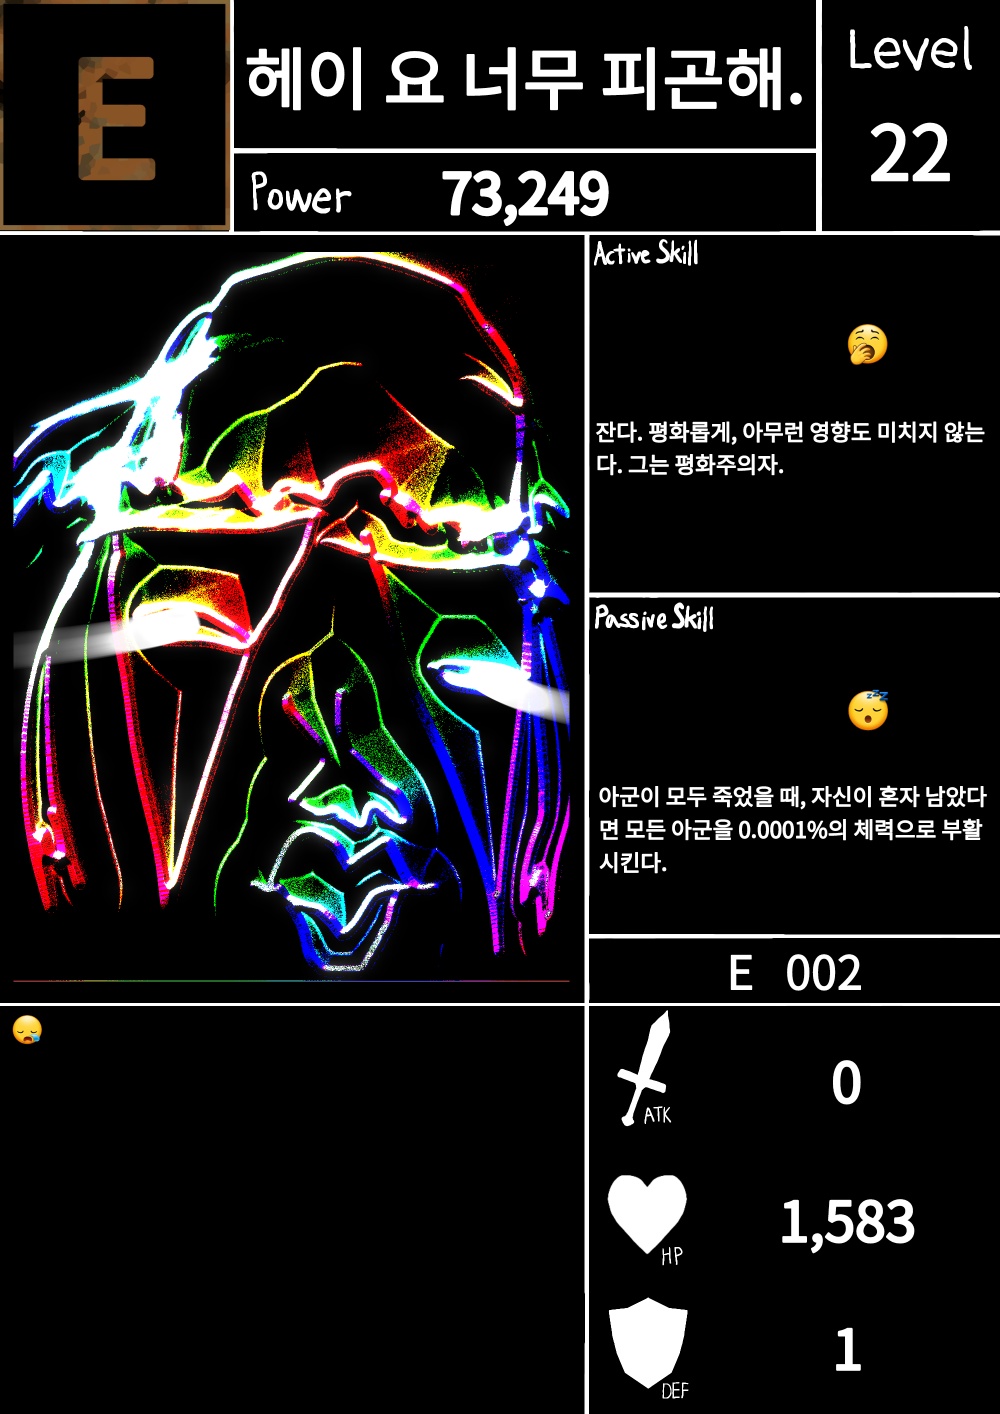 E
헤이 요 너무 피곤해.
Level
22
Power 73,249
Active Skill
🥱
잔다. 평화롭게, 아무런 영향도 미치지 않는
다. 그는 평화주의자.
Passive Skill
😴
아군이 모두 죽었을 때, 자신이 혼자 남았다
면 모든 아군을 0.0001%의 체력으로 부활
시킨다.
E 002
😪
ATK 0
HP 1,583
DEF 1